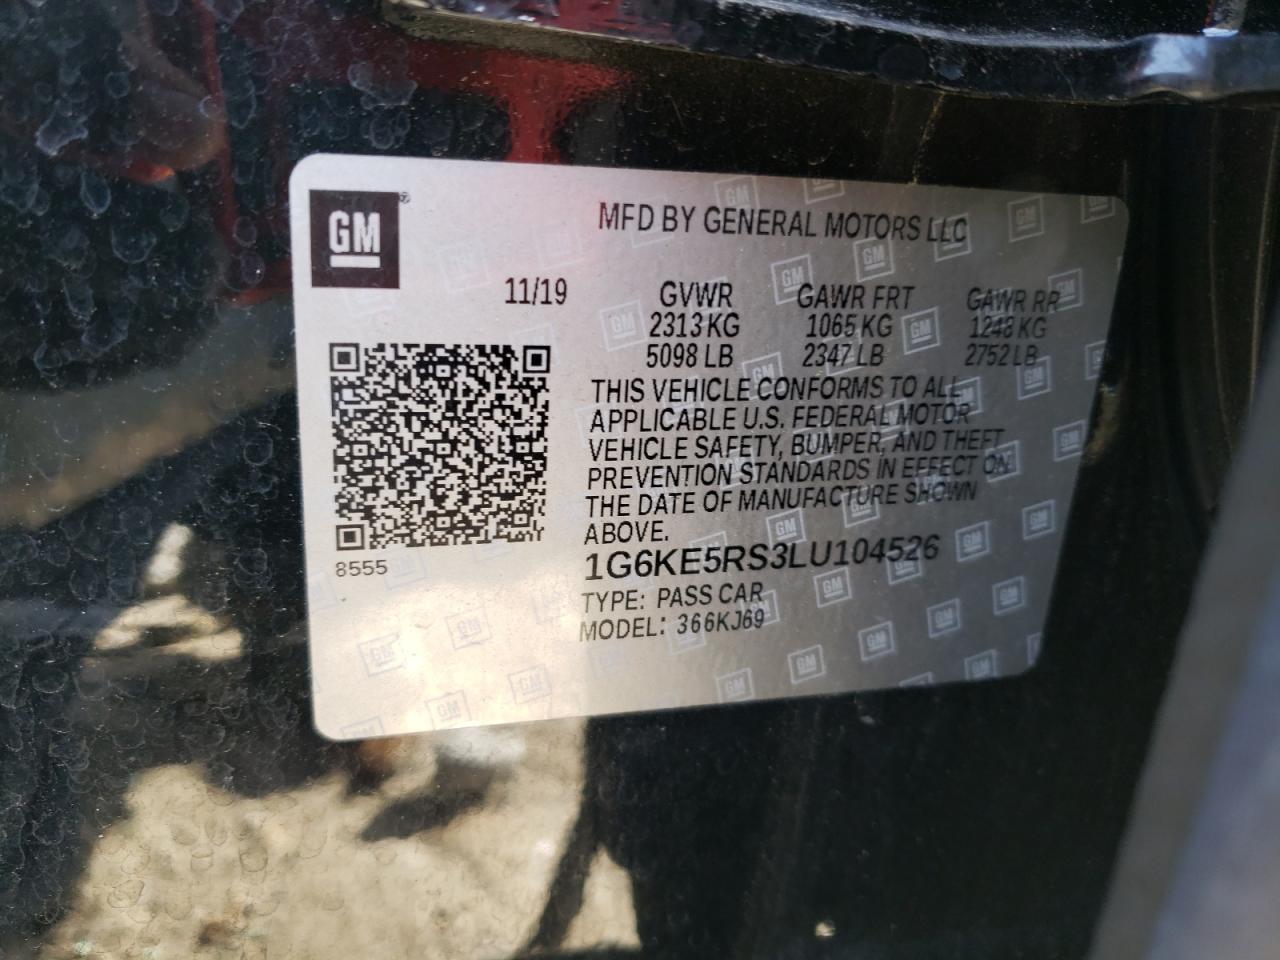 GM
MFD BY GENERAL MOTORS LLC
11/19
GVWR GAWR FRT GAWR RR
2313 KG 1065 KG 1248 KG
5098 LB 2347 LB 2752 LB
THIS VEHICLE CONFORMS TO ALL
APPLICABLE U.S. FEDERAL MOTOR
VEHICLE SAFETY, BUMPER, AND THEFT
PREVENTION STANDARDS IN EFFECT ON
THE DATE OF MANUFACTURE SHOWN
ABOVE.
8555
1G6KE5RS3LU104526
TYPE: PASS CAR
MODEL: 366KJ69